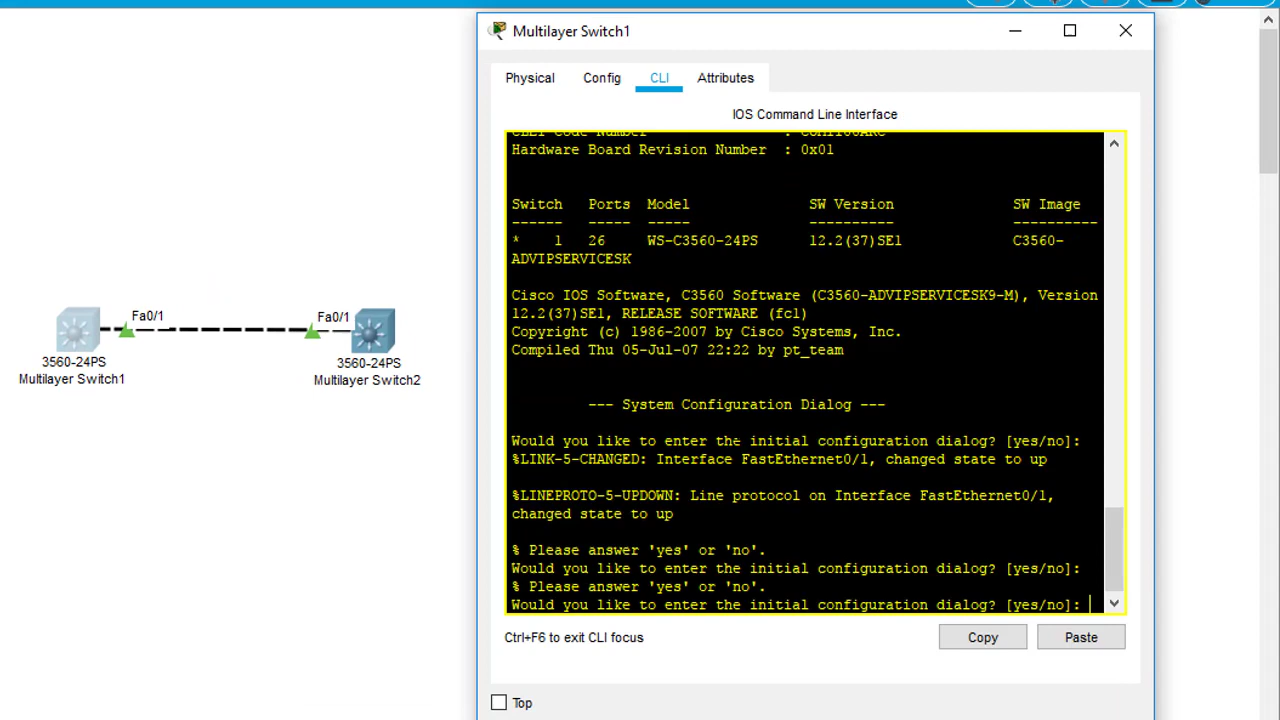 Multilayer Switch1
Physical
Config
CLI
Attributes
IOS Command Line Interface
Hardware Board Revision Number : 0x01
Switch Ports Model SW Version SW Image
------ ----- ----- ---------- ----------
* 1 26 WS-C3560-24PS 12.2(37)SE1 C3560-
ADVIPSERVICESK
Cisco IOS Software, C3560 Software (C3560-ADVIPSERVICESK9-M), Version
12.2(37)SE1, RELEASE SOFTWARE (fc1)
Copyright (c) 1986-2007 by Cisco Systems, Inc.
Compiled Thu 05-Jul-07 22:22 by pt_team
--- System Configuration Dialog ---
Would you like to enter the initial configuration dialog? [yes/no]:
%LINK-5-CHANGED: Interface FastEthernet0/1, changed state to up
%LINEPROTO-5-UPDOWN: Line protocol on Interface FastEthernet0/1,
changed state to up
% Please answer 'yes' or 'no'.
Would you like to enter the initial configuration dialog? [yes/no]:
% Please answer 'yes' or 'no'.
Would you like to enter the initial configuration dialog? [yes/no]:
Ctrl+F6 to exit CLI focus
Copy
Paste
Top
Fa0/1
3560-24PS
Multilayer Switch1
Fa0/1
3560-24PS
Multilayer Switch2